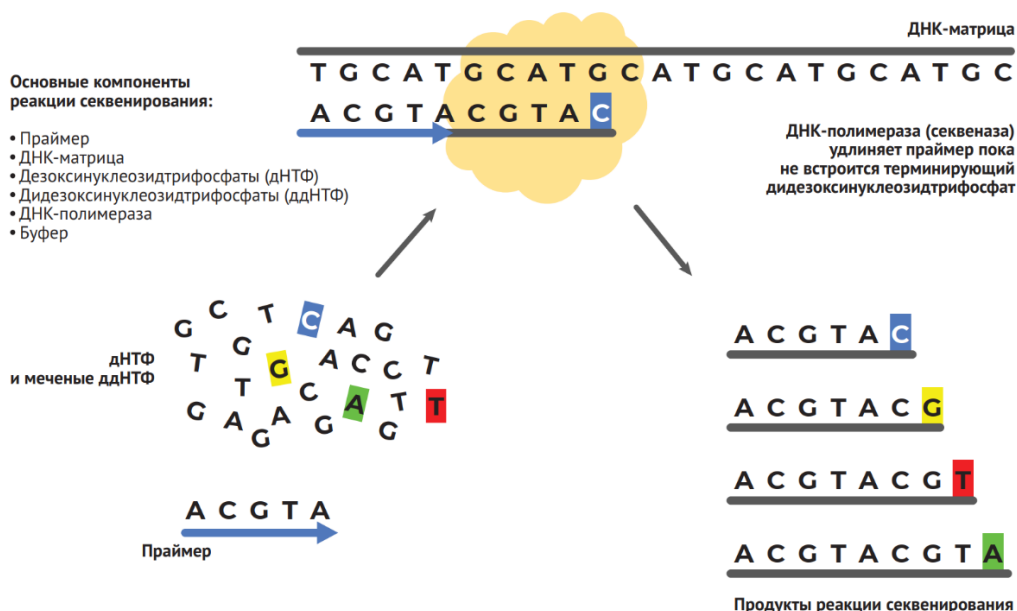 ДНК-матрица
T G C A T G C A T G C A T G C A T G C A T G C
A C G T A C G T A C
Основные компоненты
реакции секвенирования:
• Праймер
• ДНК-матрица
• Дезоксинуклеозидтрифосфаты (дНТФ)
• Дидезоксинуклеозидтрифосфаты (ддНТФ)
• ДНК-полимераза
• Буфер
ДНК-полимераза (секвеназа)
удлиняет праймер пока
не встроится терминирующий
дидезоксинуклеозидтрифосфат
дНТФ
и меченые ддНТФ
G C T C A G
T G G A C C T
T C A T T
G A G A G G
A C G T A
Праймер
A C G T A C
A C G T A C G
A C G T A C G T
A C G T A C G T A
Продукты реакции секвенирования